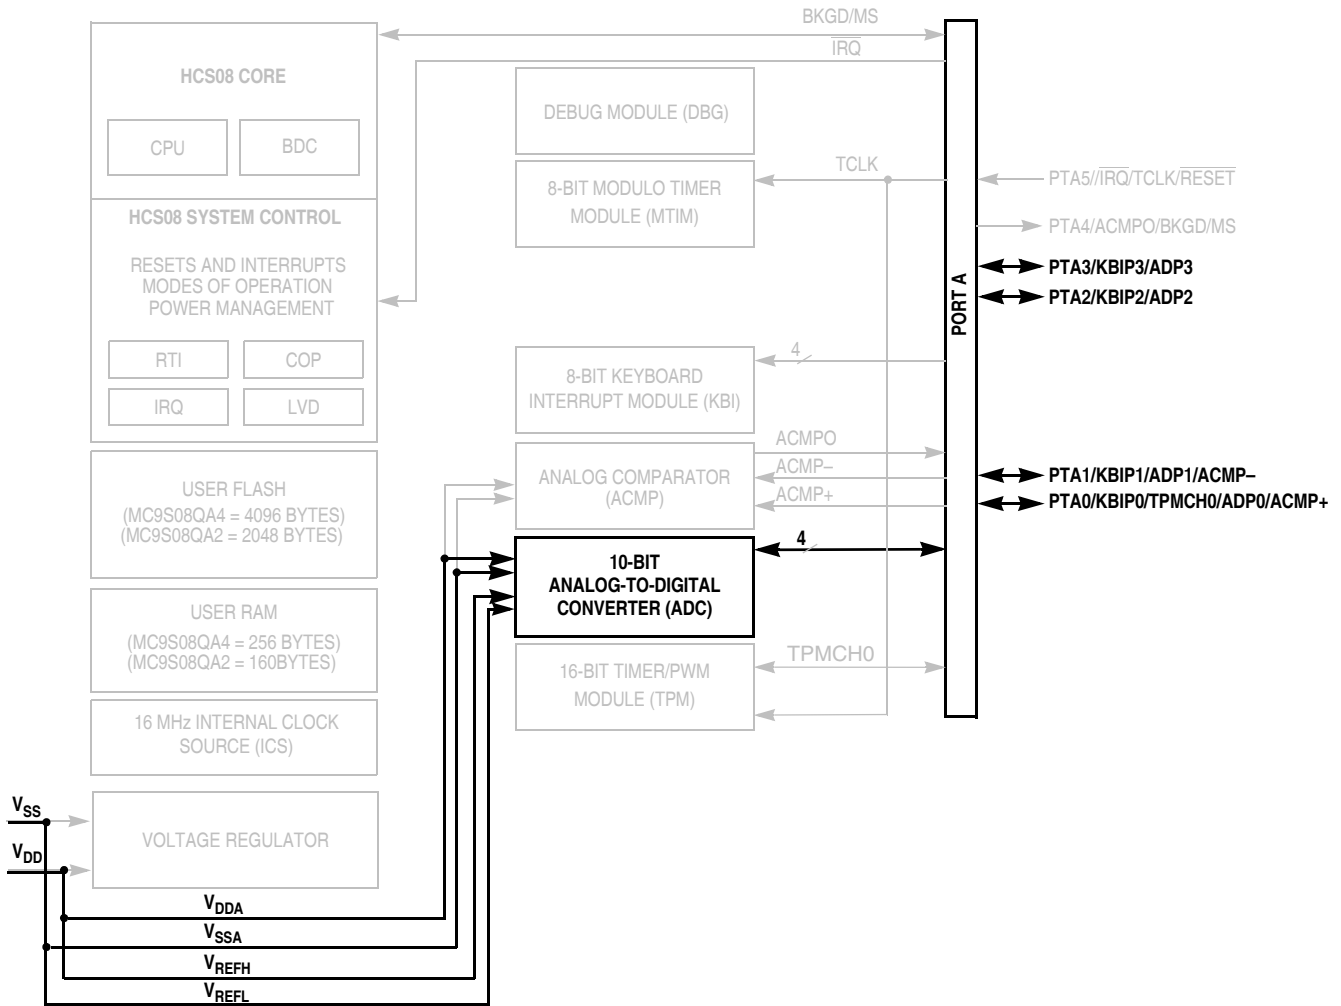 BKGD/MS
IRQ
HCS08 CORE
CPU
BDC
DEBUG MODULE (DBG)
TCLK
8-BIT MODULO TIMER
MODULE (MTIM)
HCS08 SYSTEM CONTROL
RESETS AND INTERRUPTS
MODES OF OPERATION
POWER MANAGEMENT
RTI
COP
IRQ
LVD
PORT A
PTA5//IRQ/TCLK/RESET
PTA4/ACMPO/BKGD/MS
PTA3/KBIP3/ADP3
PTA2/KBIP2/ADP2
4
8-BIT KEYBOARD
INTERRUPT MODULE (KBI)
ACMPO
ACMP–
ACMP+
ANALOG COMPARATOR
(ACMP)
PTA1/KBIP1/ADP1/ACMP–
PTA0/KBIP0/TPMCH0/ADP0/ACMP+
USER FLASH
(MC9S08QA4 = 4096 BYTES)
(MC9S08QA2 = 2048 BYTES)
4
10-BIT
ANALOG-TO-DIGITAL
CONVERTER (ADC)
USER RAM
(MC9S08QA4 = 256 BYTES)
(MC9S08QA2 = 160BYTES)
TPMCH0
16-BIT TIMER/PWM
MODULE (TPM)
16 MHz INTERNAL CLOCK
SOURCE (ICS)
VSS
VDD
VOLTAGE REGULATOR
VDDA
VSSA
VREFH
VREFL